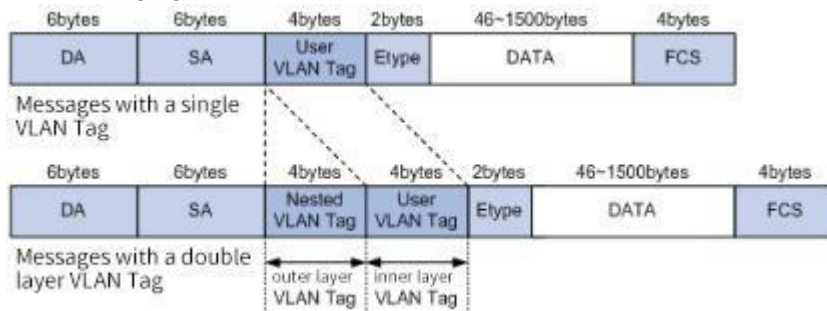 6bytes 6bytes 4bytes 2bytes 46~1500bytes 4bytes
DA SA User VLAN Tag Etype DATA FCS
Messages with a single
VLAN Tag
6bytes 6bytes 4bytes 4bytes 2bytes 46~1500bytes 4bytes
DA SA Nested VLAN Tag User VLAN Tag Etype DATA FCS
Messages with a double
layer VLAN Tag
outer layer inner layer
VLAN Tag VLAN Tag